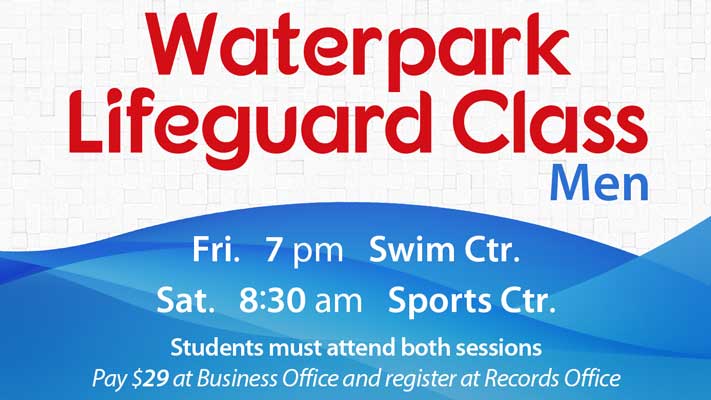 Waterpark
Lifeguard Class
Men
Fri. 7 pm Swim Ctr.
Sat. 8:30 am Sports Ctr.
Students must attend both sessions
Pay $29 at Business Office and register at Records Office